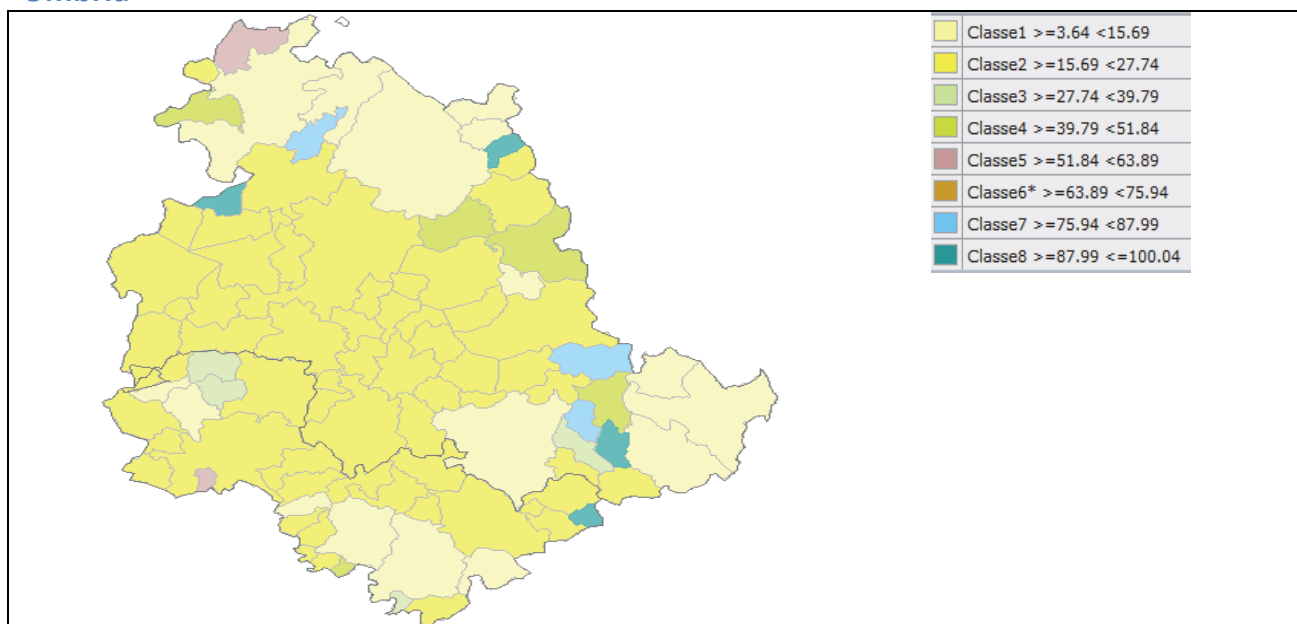 Classe1 >=3.64 <15.69
Classe2 >=15.69 <27.74
Classe3 >=27.74 <39.79
Classe4 >=39.79 <51.84
Classe5 >=51.84 <63.89
Classe6* >=63.89 <75.94
Classe7 >=75.94 <87.99
Classe8 >=87.99 <=100.04